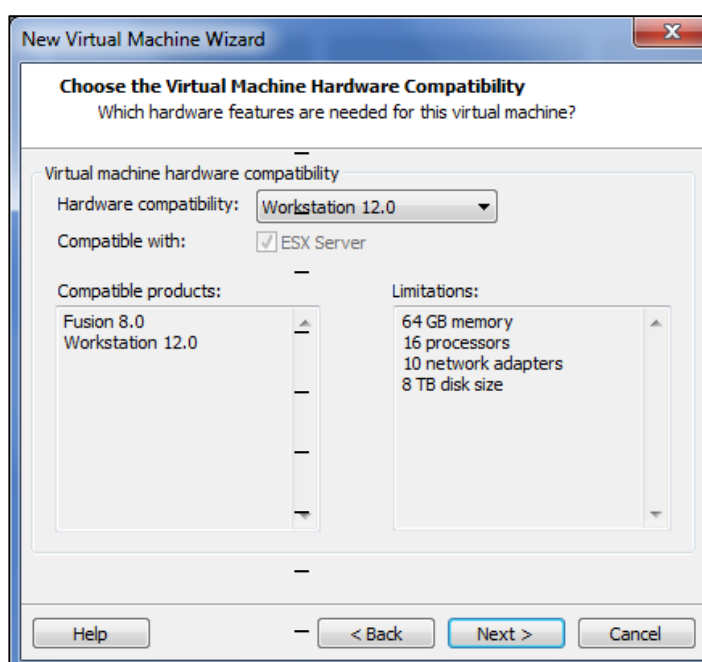 New Virtual Machine Wizard
Choose the Virtual Machine Hardware Compatibility
Which hardware features are needed for this virtual machine?
Virtual machine hardware compatibility
Hardware compatibility: Workstation 12.0
Compatible with: ESX Server
Compatible products: Limitations:
Fusion 8.0 64 GB memory
Workstation 12.0 16 processors
10 network adapters
8 TB disk size
Help < Back Next > Cancel